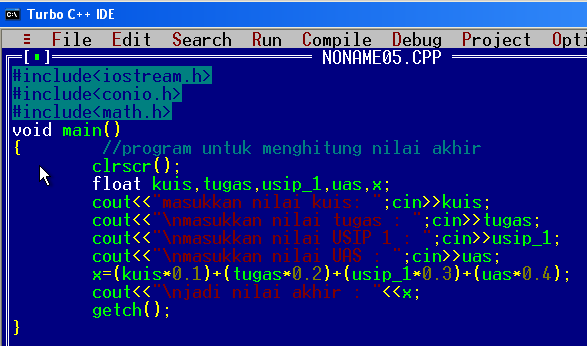 Turbo C++ IDE
≡ File Edit Search Run Compile Debug Project Opti
[■] NONAME05.CPP
#include<iostream.h>
#include<conio.h>
#include<math.h>
void main()
{ //program untuk menghitung nilai akhir
clrscr();
float kuis,tugas,usip_1,uas,x;
cout<<"masukkan nilai kuis: ";cin>>kuis;
cout<<"\nmasukkan nilai tugas : ";cin>>tugas;
cout<<"\nmasukkan nilai USIP 1 : ";cin>>usip_1;
cout<<"\nmasukkan nilai UAS : ";cin>>uas;
x=(kuis*0.1)+(tugas*0.2)+(usip_1*0.3)+(uas*0.4);
cout<<"\njadi nilai akhir : "<<x;
getch();
}